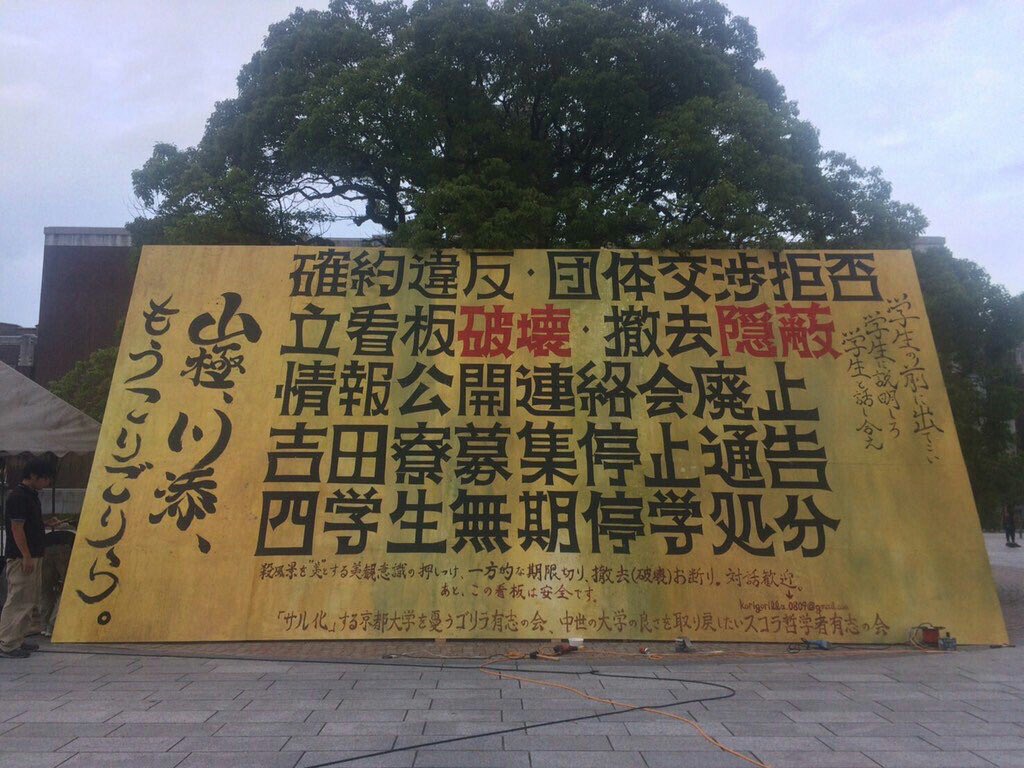 確約違反・団体交渉拒否
立看板破壊・撤去隠蔽
情報公開連絡会廃止
吉田寮募集停止通告
四学生無期停学処分
学生の前に出てこい
学生に説明しろ
学生と話し合え
山極、川添、
もうこりごりら。
殺風景を"美"とする美観意識の押しつけ、一方的な期限切り、撤去(破壊)お断り。対話歓迎。
あと、この看板は安全です。
korigorilla.0809@gmail.com
「サル化」する京都大学を憂うゴリラ有志の会、中世の大学の良さを取り戻したいスコラ哲学者有志の会